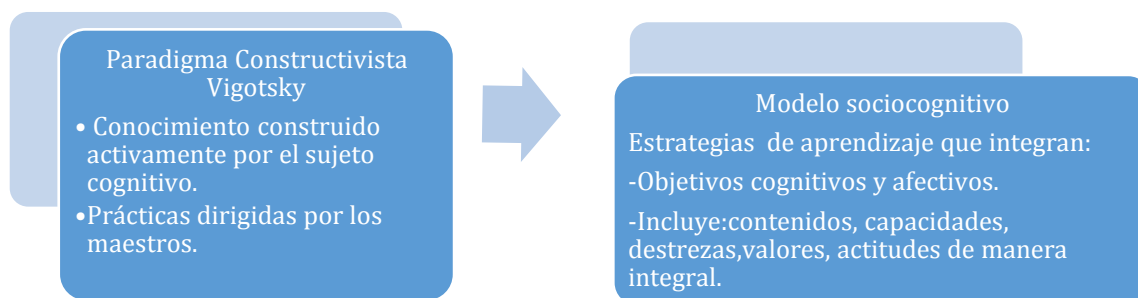 Paradigma Constructivista
Vigotsky
• Conocimiento construido
activamente por el sujeto
cognitivo.
•Prácticas dirigidas por los
maestros.
Modelo sociocognitivo
Estrategias de aprendizaje que integran:
-Objetivos cognitivos y afectivos.
-Incluye:contenidos, capacidades,
destrezas,valores, actitudes de manera
integral.